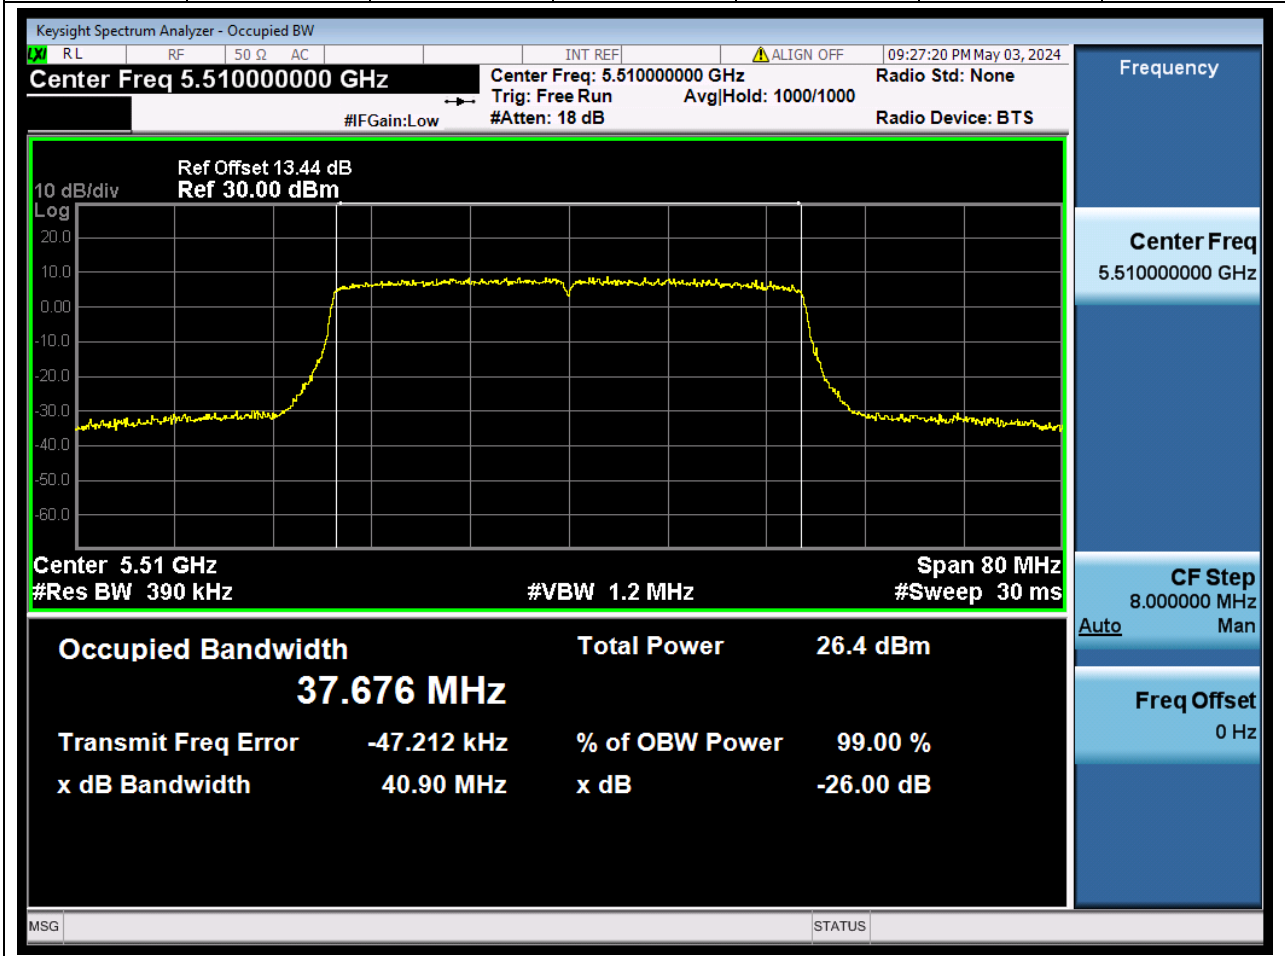 Keysight Spectrum Analyzer - Occupied BW
LXI RL RF 50 Ω AC INT REF ALIGN OFF 09:27:20 PM May 03, 2024
Center Freq 5.510000000 GHz
Center Freq: 5.510000000 GHz Radio Std: None
Trig: Free Run Avg|Hold: 1000/1000
#IFGain:Low #Atten: 18 dB Radio Device: BTS
Ref Offset 13.44 dB
10 dB/div Ref 30.00 dBm
Log
20.0
10.0
0.00
-10.0
-20.0
-30.0
-40.0
-50.0
-60.0
Center 5.51 GHz Span 80 MHz
#Res BW 390 kHz #VBW 1.2 MHz #Sweep 30 ms
Occupied Bandwidth Total Power 26.4 dBm
37.676 MHz
Transmit Freq Error -47.212 kHz % of OBW Power 99.00 %
x dB Bandwidth 40.90 MHz x dB -26.00 dB
Frequency
Center Freq
5.510000000 GHz
CF Step
8.000000 MHz
Auto Man
Freq Offset
0 Hz
MSG STATUS